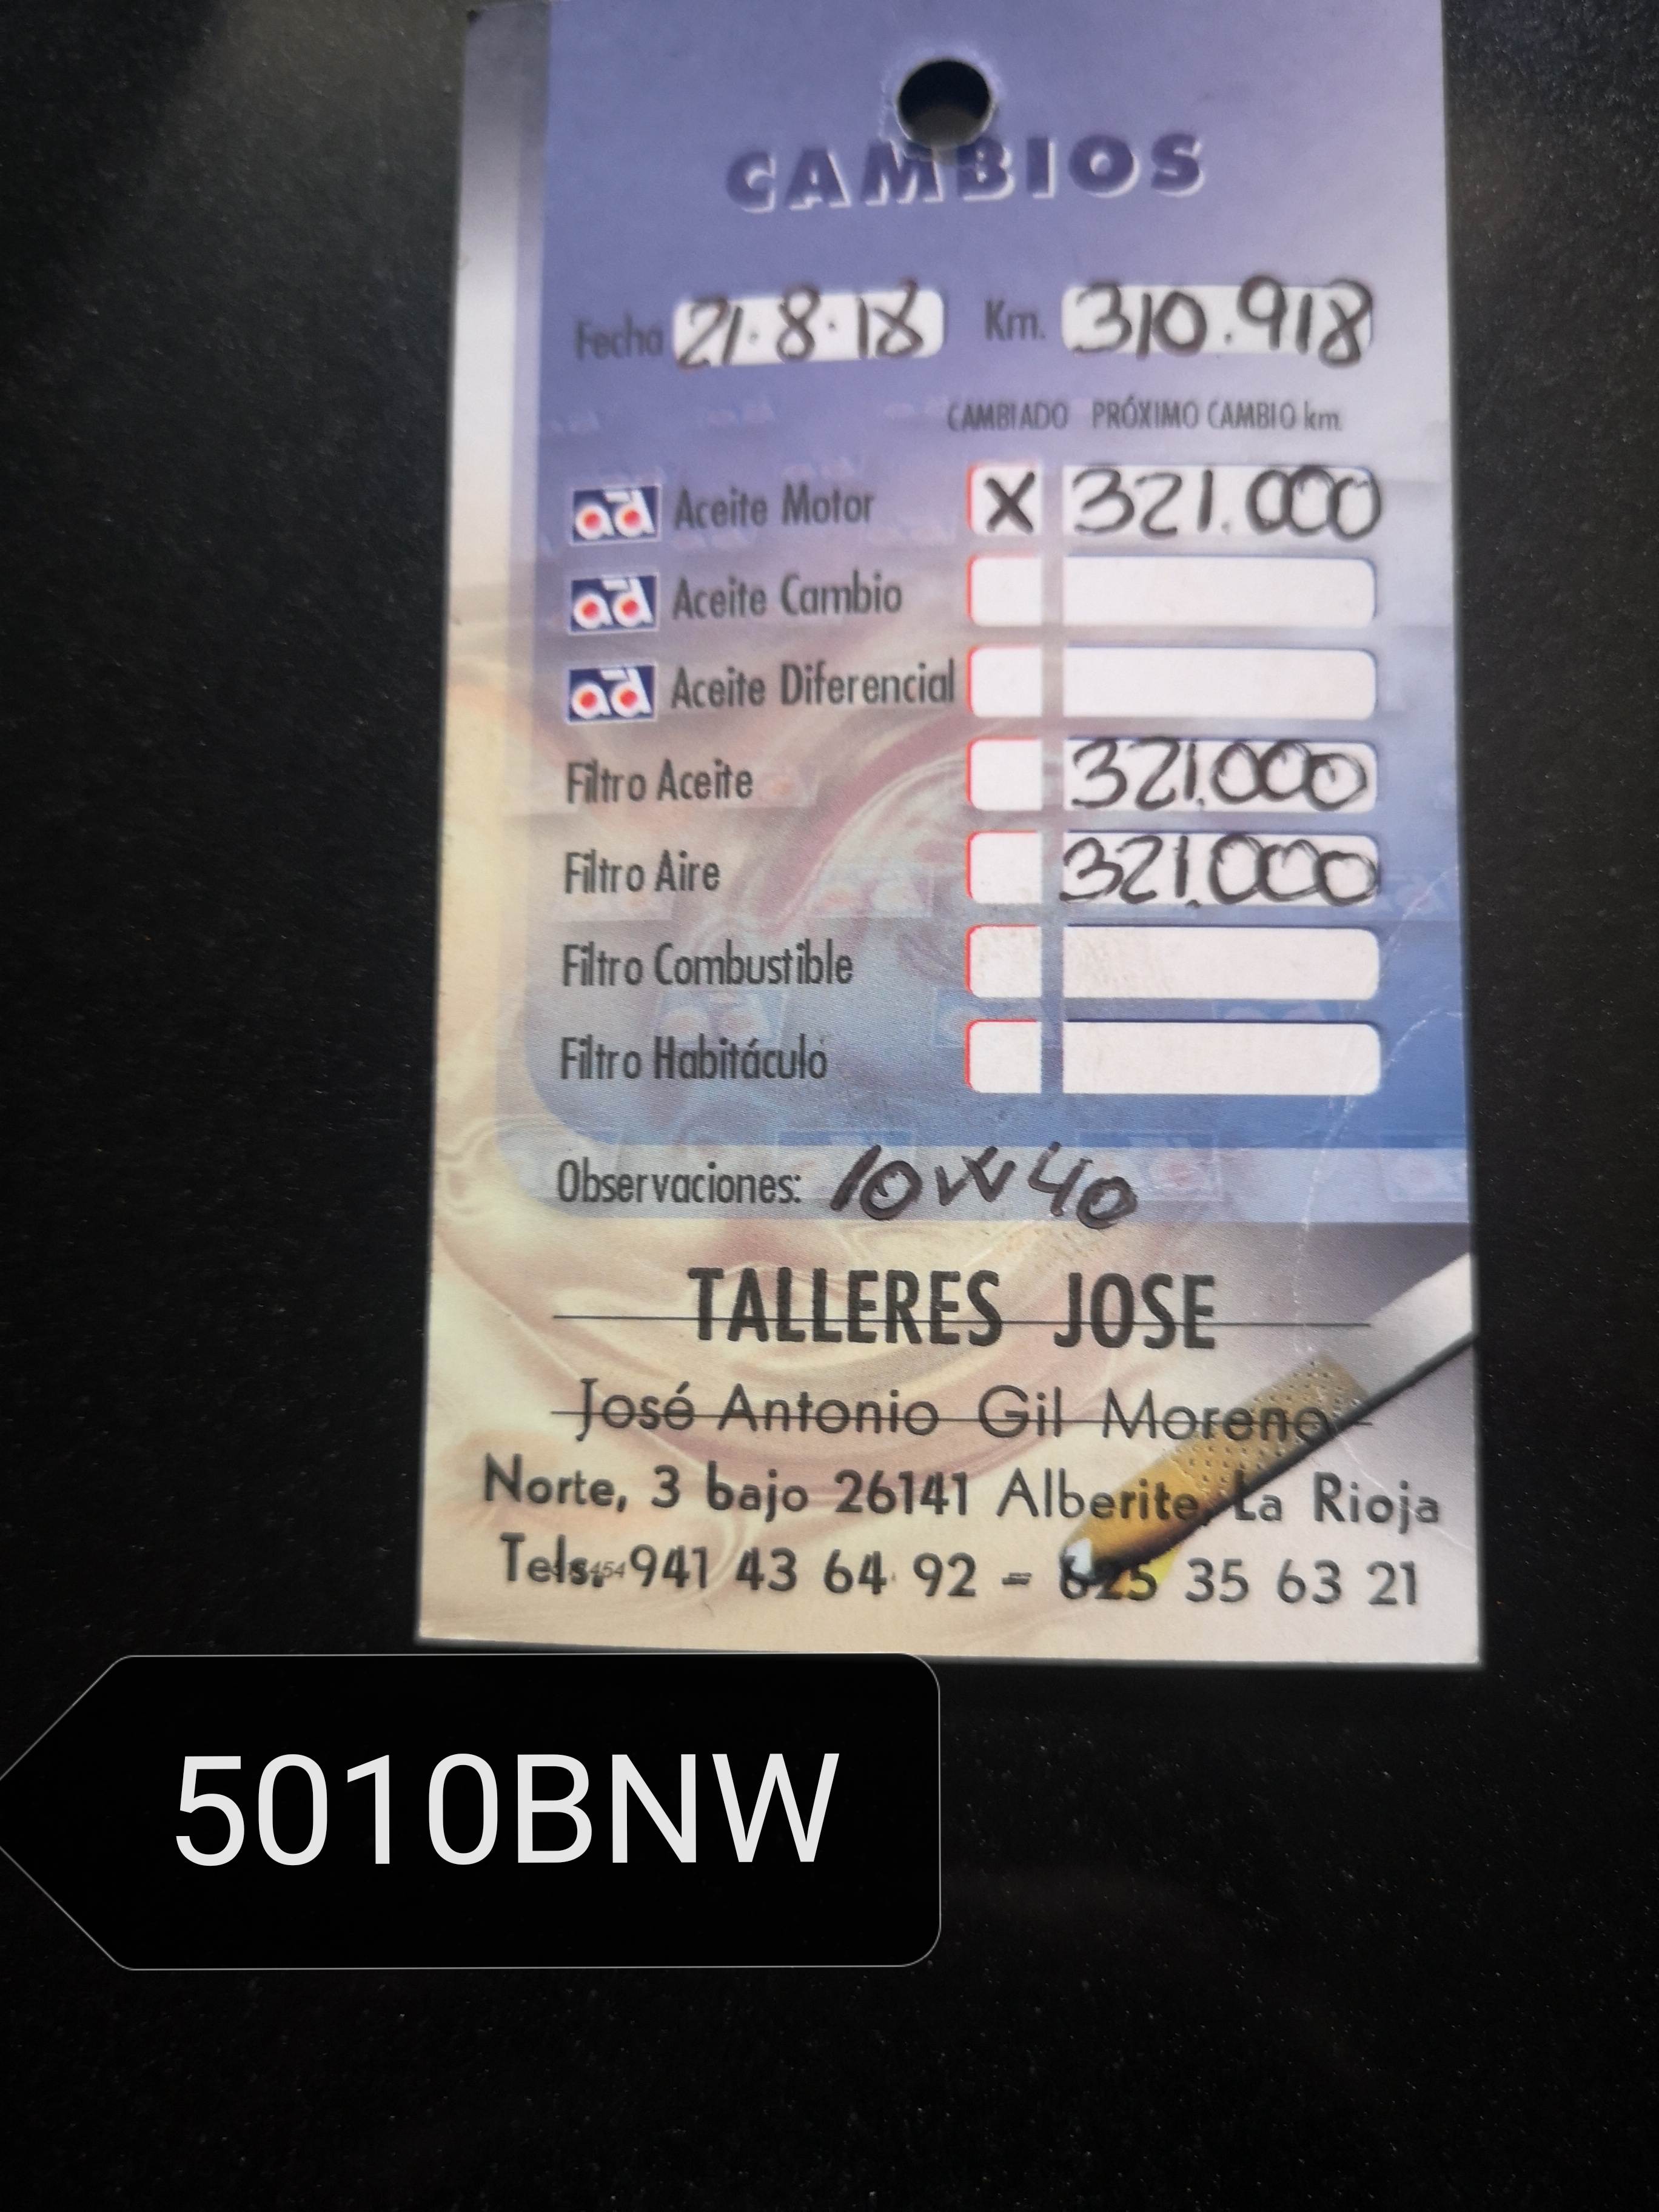 CAMBIOS
Fecha 21·8·18 Km. 310.918
CAMBIADO PRÓXIMO CAMBIO km.
ad Aceite Motor X 321.000
ad Aceite Cambio
ad Aceite Diferencial
Filtro Aceite 321.000
Filtro Aire 321.000
Filtro Combustible
Filtro Habitáculo
Observaciones: 10W40
TALLERES JOSE
José Antonio Gil Moreno
Norte, 3 bajo 26141 Alberite, La Rioja
Tels. 941 43 64 92 - 625 35 63 21
5010BNW